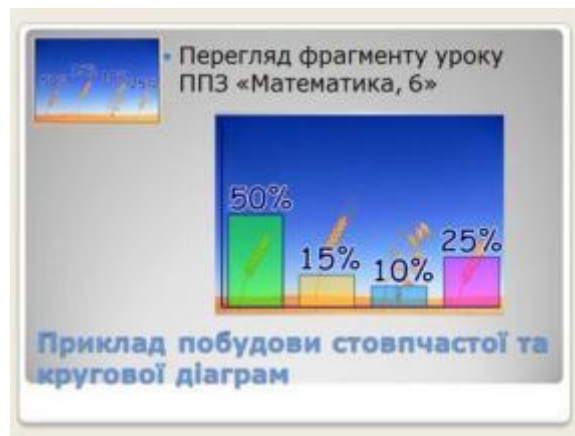 Перегляд фрагменту уроку
ППЗ «Математика, 6»
50%
15%
10%
25%
Приклад побудови стовпчастої та
кругової діаграм